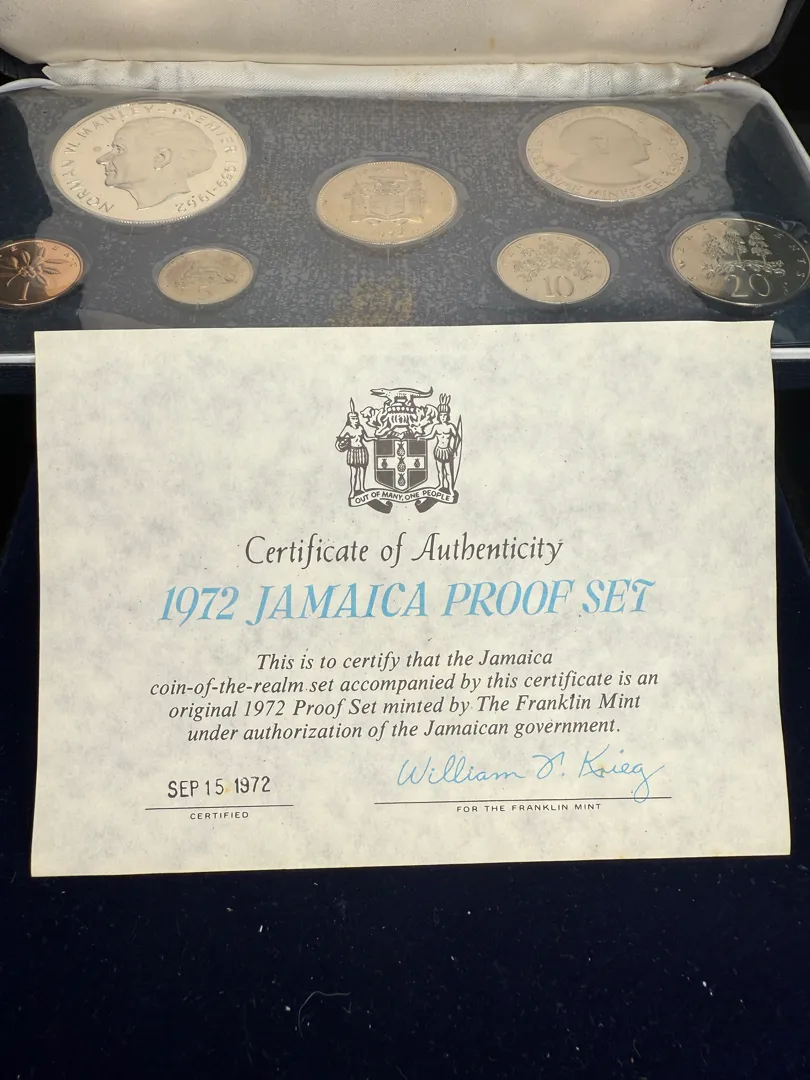 NORMAN W. MANLEY - PREMIER 1959-1962
MINISTER
1
10
20
OUT OF MANY, ONE PEOPLE
Certificate of Authenticity
1972 JAMAICA PROOF SET
This is to certify that the Jamaica
coin-of-the-realm set accompanied by this certificate is an
original 1972 Proof Set minted by The Franklin Mint
under authorization of the Jamaican government.
SEP 15 1972
William T. Krieg
CERTIFIED
FOR THE FRANKLIN MINT